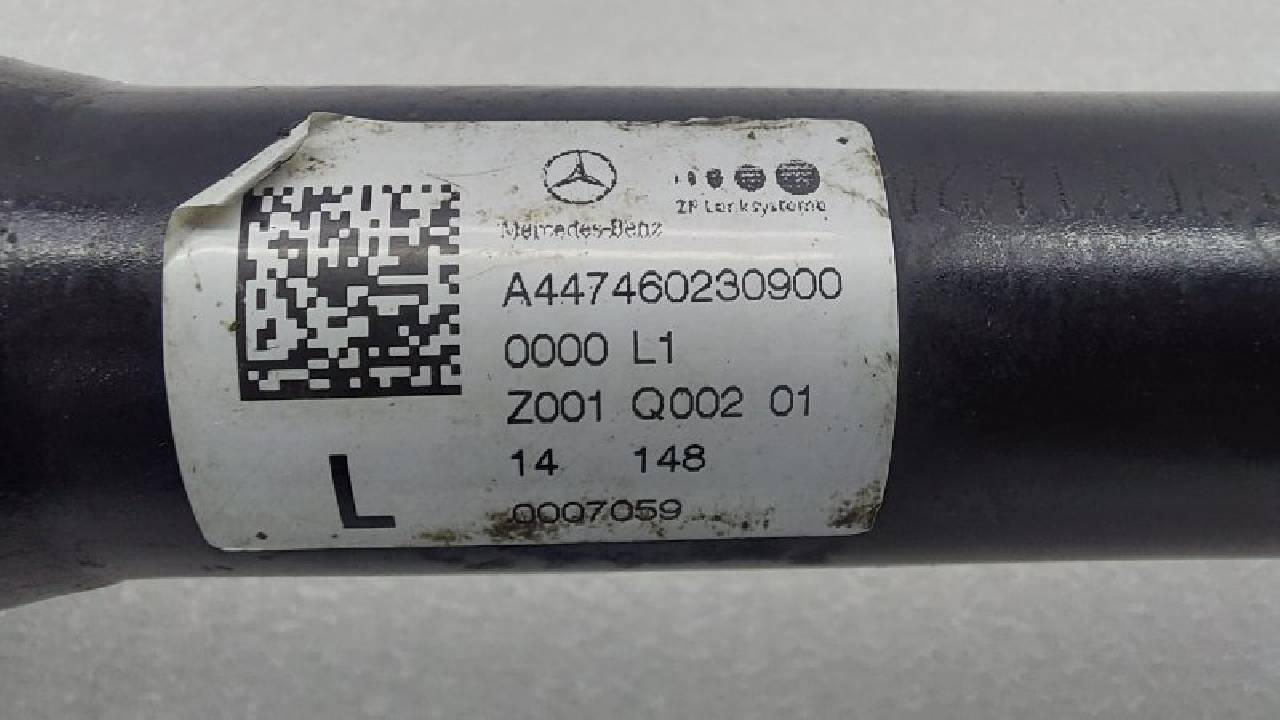 Mercedes-Benz
ZF Lenksysteme
A447460230900
0000 L1
Z001 Q002 01
14 148
0007059
L